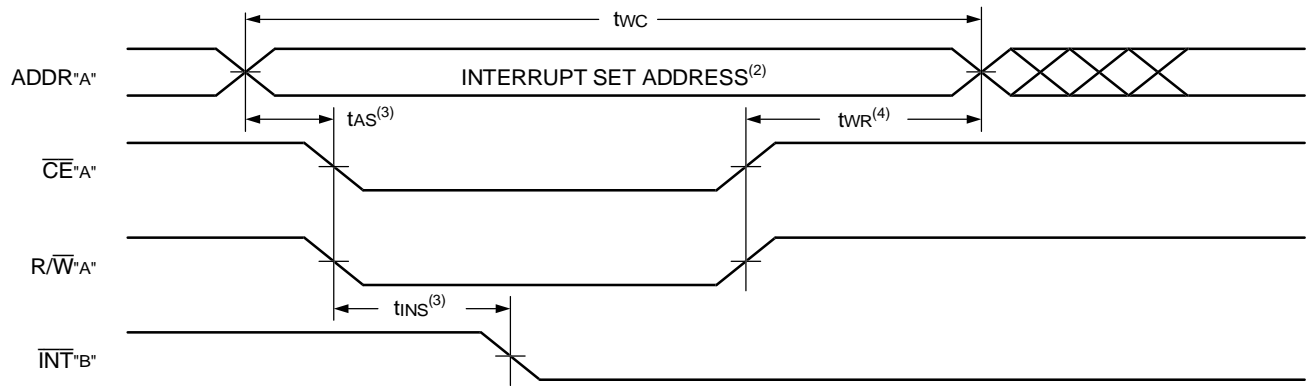 tWC
ADDR"A"
INTERRUPT SET ADDRESS(2)
tAS(3)
tWR(4)
CE"A"
R/W"A"
tINS(3)
INT"B"